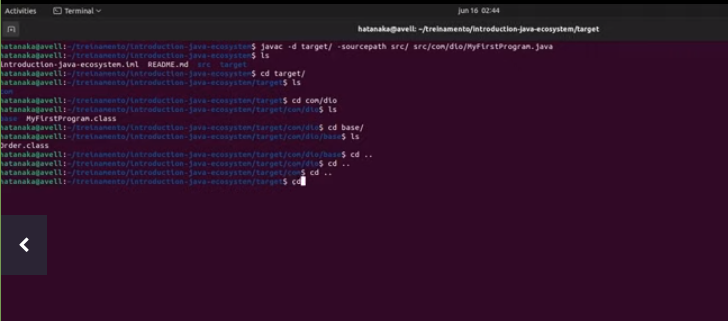 Activities
Terminal
jun 16 02:44
hatanaka@avell: ~/treinamento/introduction-java-ecosystem/target
hatanaka@avell:~/treinamento/introduction-java-ecosystem$ javac -d target/ -sourcepath src/ src/com/dio/MyFirstProgram.java
hatanaka@avell:~/treinamento/introduction-java-ecosystem$ ls
introduction-java-ecosystem.iml README.md src target
hatanaka@avell:~/treinamento/introduction-java-ecosystem$ cd target/
hatanaka@avell:~/treinamento/introduction-java-ecosystem/target$ ls
com
hatanaka@avell:~/treinamento/introduction-java-ecosystem/target$ cd com/dio
hatanaka@avell:~/treinamento/introduction-java-ecosystem/target/com/dio$ ls
base MyFirstProgram.class
hatanaka@avell:~/treinamento/introduction-java-ecosystem/target/com/dio$ cd base/
hatanaka@avell:~/treinamento/introduction-java-ecosystem/target/com/dio/base$ ls
Order.class
hatanaka@avell:~/treinamento/introduction-java-ecosystem/target/com/dio/base$ cd ..
hatanaka@avell:~/treinamento/introduction-java-ecosystem/target/com/dio$ cd ..
hatanaka@avell:~/treinamento/introduction-java-ecosystem/target/com$ cd ..
hatanaka@avell:~/treinamento/introduction-java-ecosystem/target$ cd